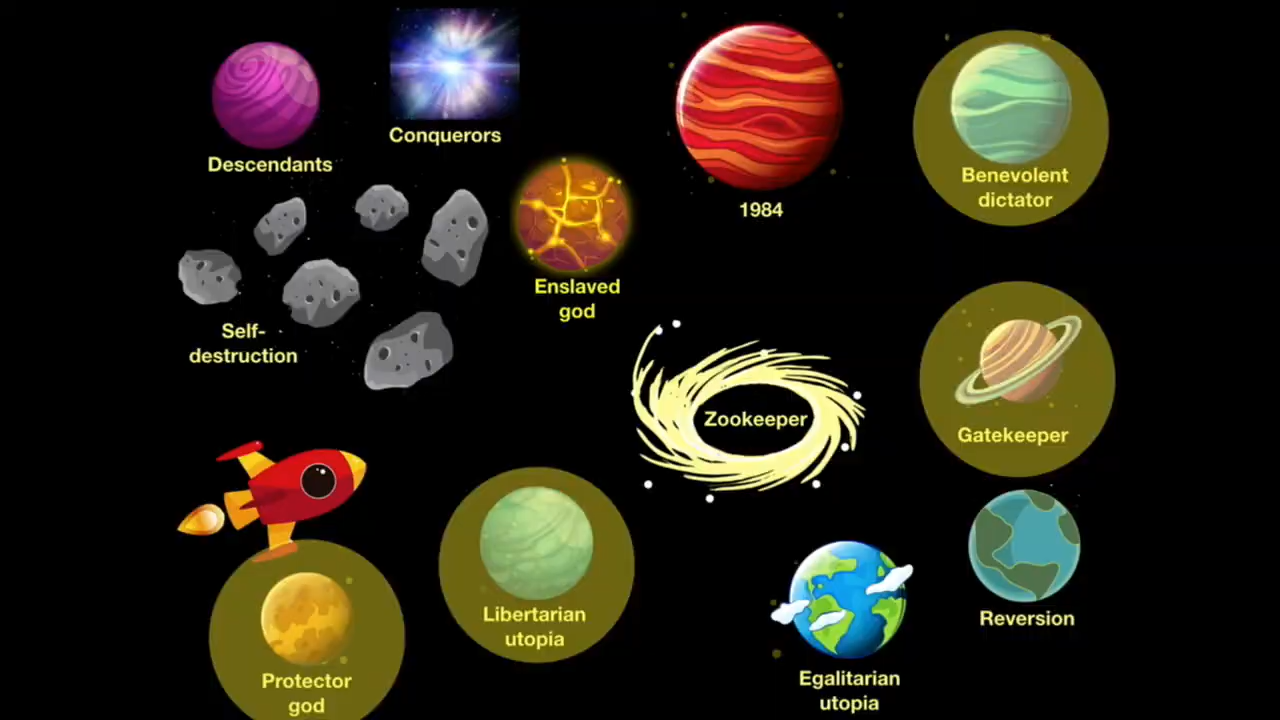 Descendants
Conquerors
1984
Benevolent
dictator
Enslaved
god
Self-
destruction
Zookeeper
Gatekeeper
Libertarian
utopia
Reversion
Protector
god
Egalitarian
utopia